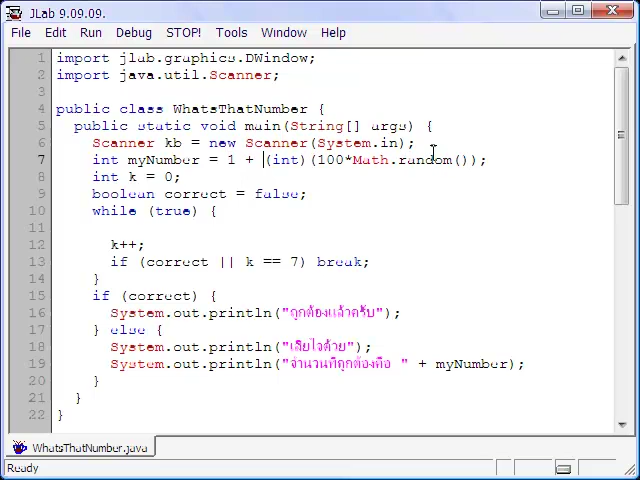 JLab 9.09.09.
File Edit Run Debug STOP! Tools Window Help
1 import jlab.graphics.DWindow;
2 import java.util.Scanner;
3
4 public class WhatsThatNumber {
5 public static void main(String[] args) {
6 Scanner kb = new Scanner(System.in);
7 int myNumber = 1 + (int)(100*Math.random());
8 int k = 0;
9 boolean correct = false;
10 while (true) {
11
12 k++;
13 if (correct || k == 7) break;
14 }
15 if (correct) {
16 System.out.println("ถูกต้องแล้วครับ");
17 } else {
18 System.out.println("เสียใจด้วย");
19 System.out.println("จำนวนที่ถูกต้องคือ " + myNumber);
20 }
21 }
22 }
WhatsThatNumber.java
Ready